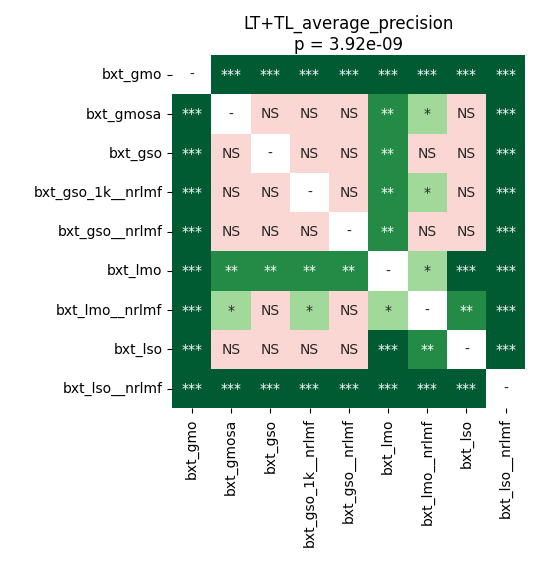 LT+TL_average_precision
p = 3.92e-09
bxt_gmo - *** *** *** *** *** *** *** ***
bxt_gmosa *** - NS NS NS ** * NS ***
bxt_gso *** NS - NS NS ** NS NS ***
bxt_gso_1k__nrlmf *** NS NS - NS ** * NS ***
bxt_gso__nrlmf *** NS NS NS - ** NS NS ***
bxt_lmo *** ** ** ** ** - * *** ***
bxt_lmo__nrlmf *** * NS * NS * - ** ***
bxt_lso *** NS NS NS NS *** ** - ***
bxt_lso__nrlmf *** *** *** *** *** *** *** *** -
bxt_gmo
bxt_gmosa
bxt_gso
bxt_gso_1k__nrlmf
bxt_gso__nrlmf
bxt_lmo
bxt_lmo__nrlmf
bxt_lso
bxt_lso__nrlmf